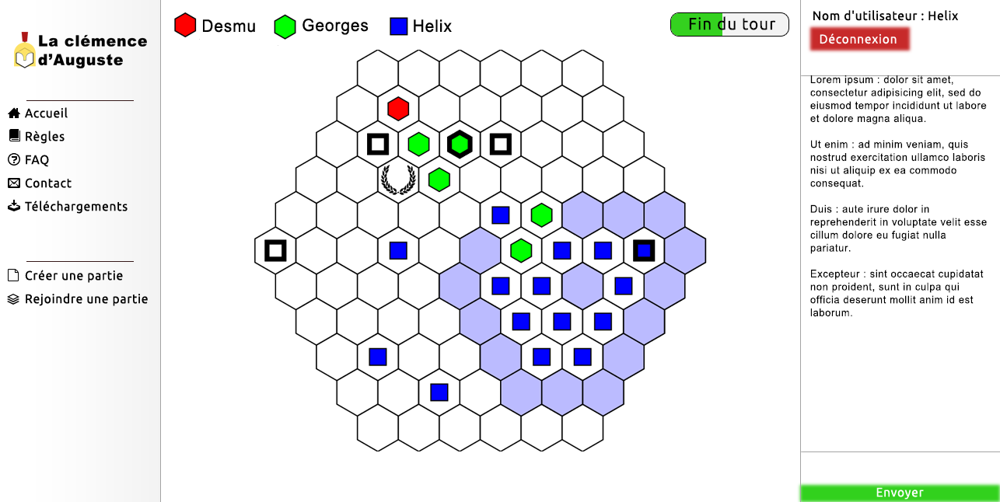 La clémence
d'Auguste
Accueil
Règles
FAQ
Contact
Téléchargements
Créer une partie
Rejoindre une partie
Desmu
Georges
Helix
Fin du tour
Nom d'utilisateur : Helix
Déconnexion
Lorem ipsum : dolor sit amet,
consectetur adipisicing elit, sed do
eiusmod tempor incididunt ut labore
et dolore magna aliqua.
Ut enim : ad minim veniam, quis
nostrud exercitation ullamco laboris
nisi ut aliquip ex ea commodo
consequat.
Duis : aute irure dolor in
reprehenderit in voluptate velit esse
cillum dolore eu fugiat nulla
pariatur.
Excepteur : sint occaecat cupidatat
non proident, sunt in culpa qui
officia deserunt mollit anim id est
laborum.
Envoyer